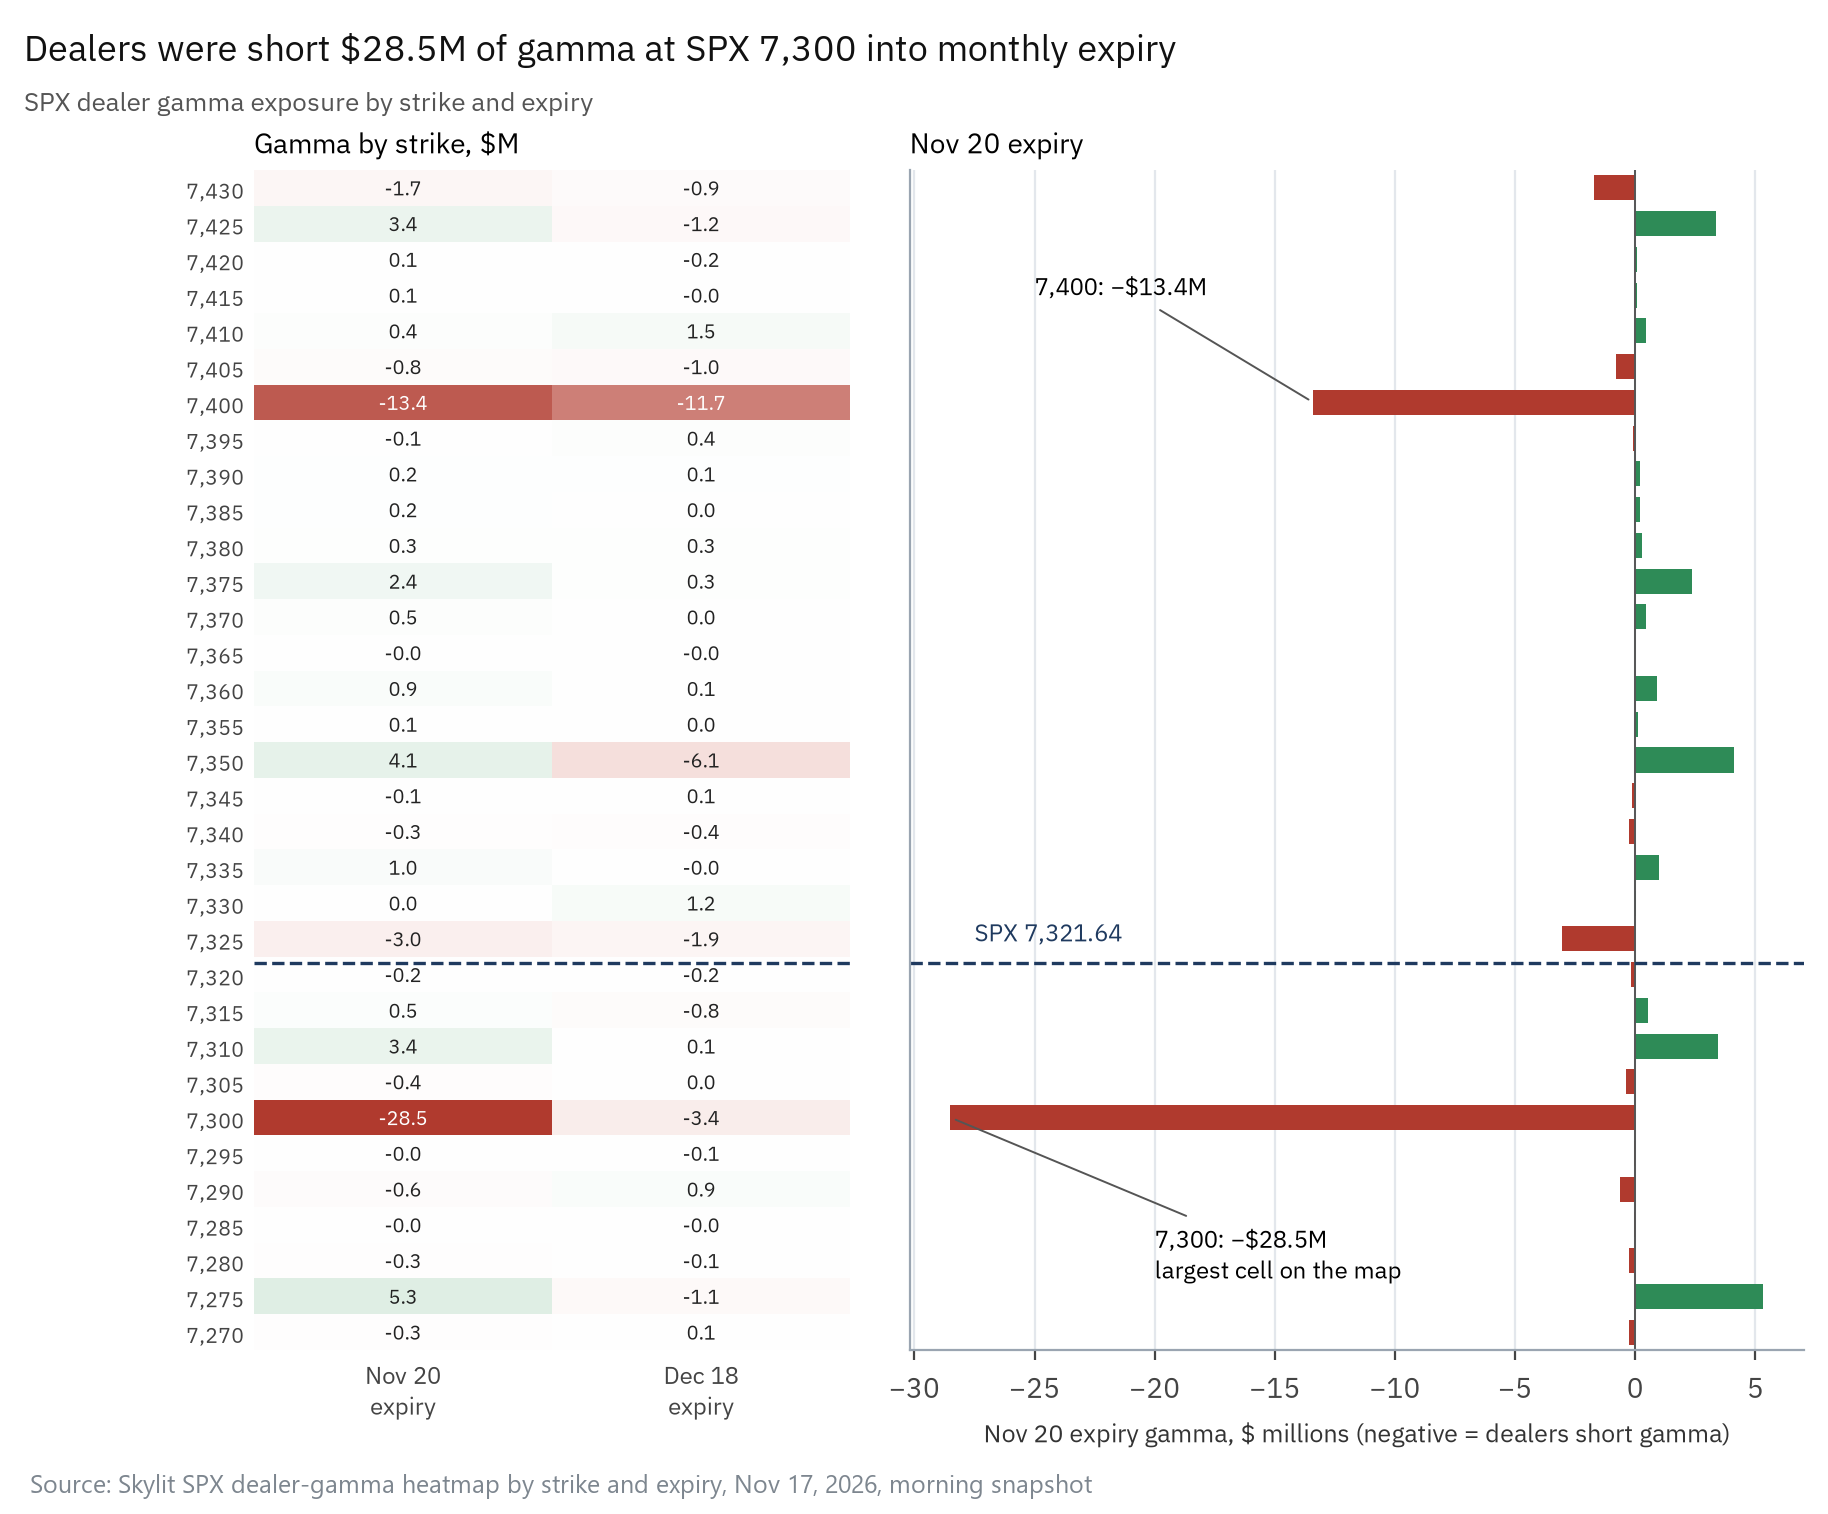 Dealers were short $28.5M of gamma at SPX 7,300 into monthly expiry
SPX dealer gamma exposure by strike and expiry
Gamma by strike, $M
7,430 -1.7 -0.9
7,425 3.4 -1.2
7,420 0.1 -0.2
7,415 0.1 -0.0
7,410 0.4 1.5
7,405 -0.8 -1.0
7,400 -13.4 -11.7
7,395 -0.1 0.4
7,390 0.2 0.1
7,385 0.2 0.0
7,380 0.3 0.3
7,375 2.4 0.3
7,370 0.5 0.0
7,365 -0.0 -0.0
7,360 0.9 0.1
7,355 0.1 0.0
7,350 4.1 -6.1
7,345 -0.1 0.1
7,340 -0.3 -0.4
7,335 1.0 -0.0
7,330 0.0 1.2
7,325 -3.0 -1.9
7,320 -0.2 -0.2
7,315 0.5 -0.8
7,310 3.4 0.1
7,305 -0.4 0.0
7,300 -28.5 -3.4
7,295 -0.0 -0.1
7,290 -0.6 0.9
7,285 -0.0 -0.0
7,280 -0.3 -0.1
7,275 5.3 -1.1
7,270 -0.3 0.1
Nov 20 Dec 18
expiry expiry
Nov 20 expiry
7,400: −$13.4M
SPX 7,321.64
7,300: −$28.5M
largest cell on the map
−30 −25 −20 −15 −10 −5 0 5
Nov 20 expiry gamma, $ millions (negative = dealers short gamma)
Source: Skylit SPX dealer-gamma heatmap by strike and expiry, Nov 17, 2026, morning snapshot